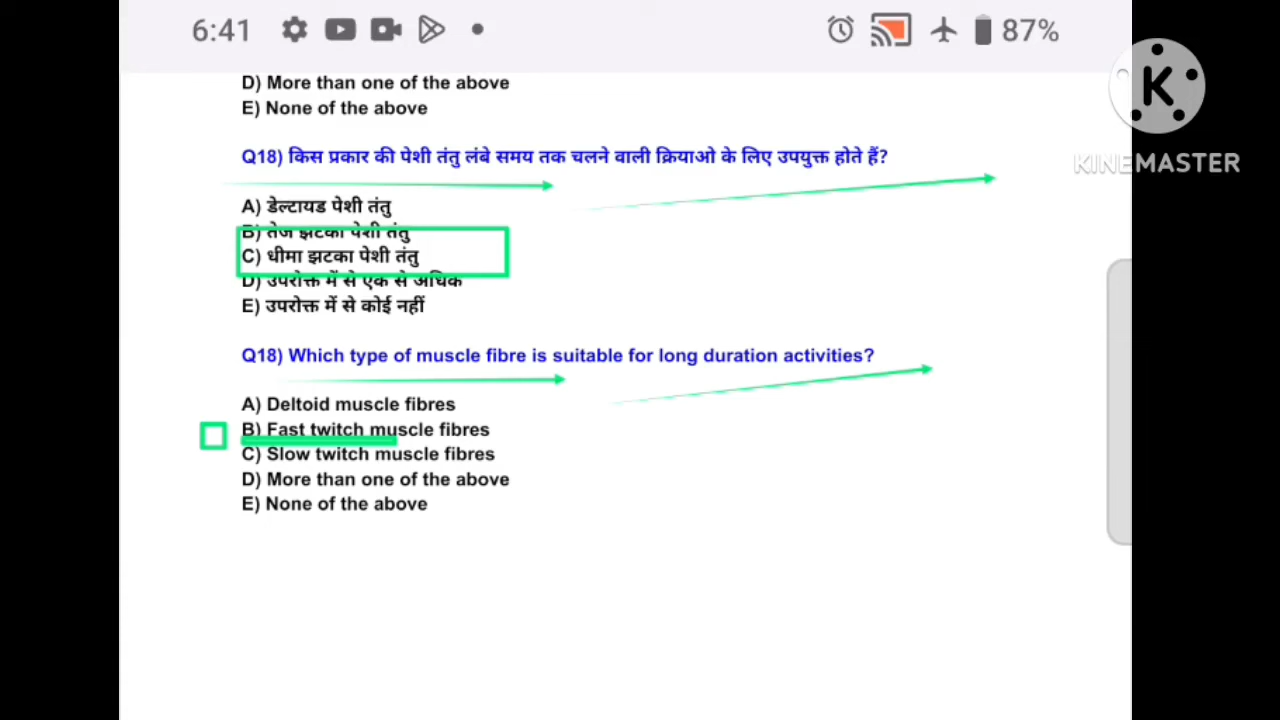 6:41
87%
K
KINEMASTER
D) More than one of the above
E) None of the above
Q18) किस प्रकार की पेशी तंतु लंबे समय तक चलने वाली क्रियाओ के लिए उपयुक्त होते हैं?
A) डेल्टायड पेशी तंतु
B) तेज झटका पेशी तंतु
C) धीमा झटका पेशी तंतु
D) उपरोक्त में से एक से अधिक
E) उपरोक्त में से कोई नहीं
Q18) Which type of muscle fibre is suitable for long duration activities?
A) Deltoid muscle fibres
B) Fast twitch muscle fibres
C) Slow twitch muscle fibres
D) More than one of the above
E) None of the above